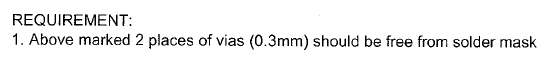 REQUIREMENT:
1. Above marked 2 places of vias (0.3mm) should be free from solder mask